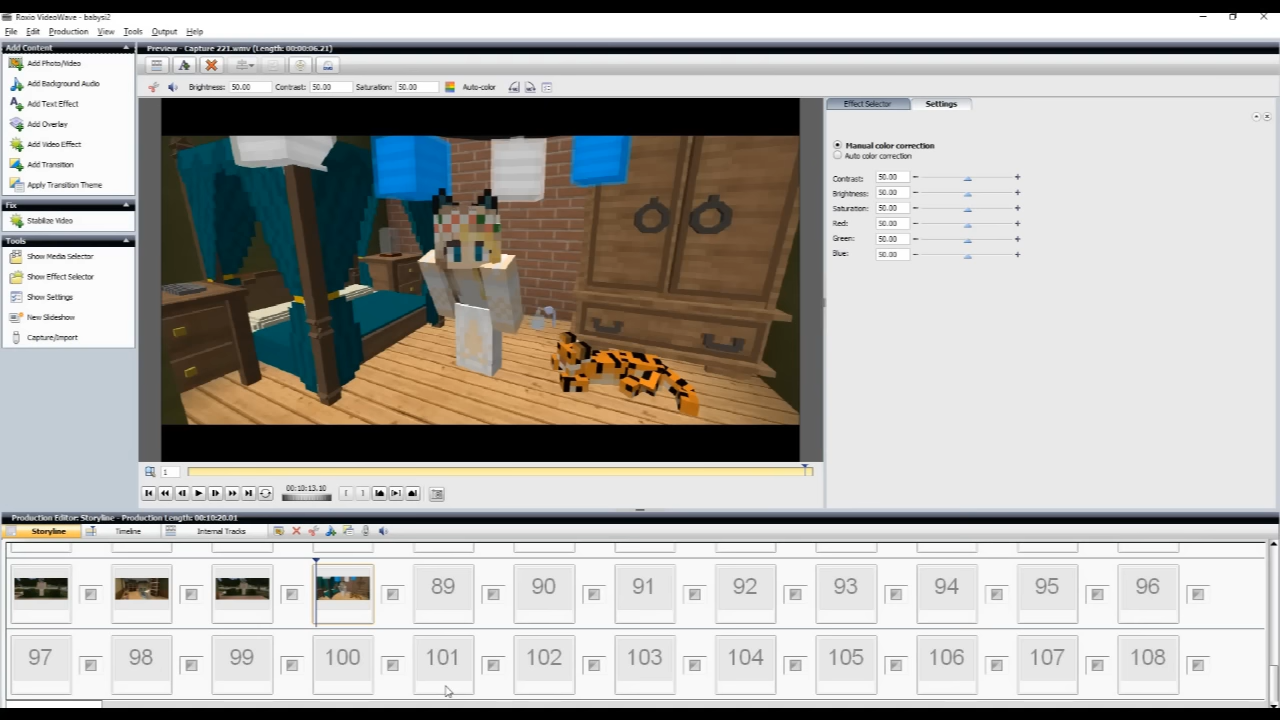 Roxio VideoWave - babysi2
File Edit Production View Tools Output Help
Add Content
Add Photo/Video
Add Background Audio
Add Text Effect
Add Overlay
Add Video Effect
Add Transition
Apply Transition Theme
Fix
Stabilize Video
Tools
Show Media Selector
Show Effect Selector
Show Settings
New Slideshow
Capture/Import
Preview - Capture 221.wmv (Length: 00:00:06.21)
Brightness: 50.00 Contrast: 50.00 Saturation: 50.00 Auto-color
1
00:10:13.10
Effect Selector Settings
Manual color correction
Auto color correction
Contrast: 50.00
Brightness: 50.00
Saturation: 50.00
Red: 50.00
Green: 50.00
Blue: 50.00
Production Editor: Storyline - Production Length: 00:10:20.01
Storyline Timeline Internal Tracks
89 90 91 92 93 94 95 96
97 98 99 100 101 102 103 104 105 106 107 108